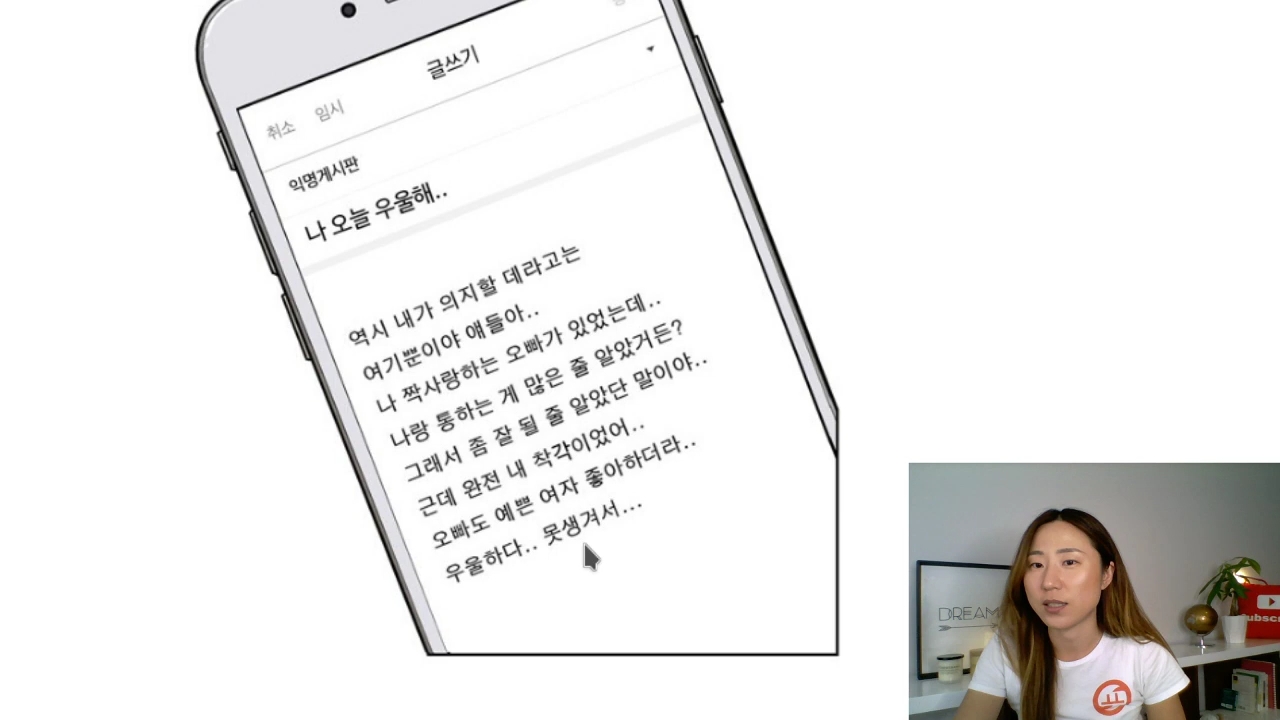 글쓰기
취소 임시
익명게시판
나 오늘 우울해..
역시 내가 의지할 데라고는
여기뿐이야 얘들아..
나 짝사랑하는 오빠가 있었는데..
나랑 통하는 게 많은 줄 알았거든?
그래서 좀 잘 될 줄 알았단 말이야..
근데 완전 내 착각이었어..
오빠도 예쁜 여자 좋아하더라..
우울하다.. 못생겨서...
DREAM